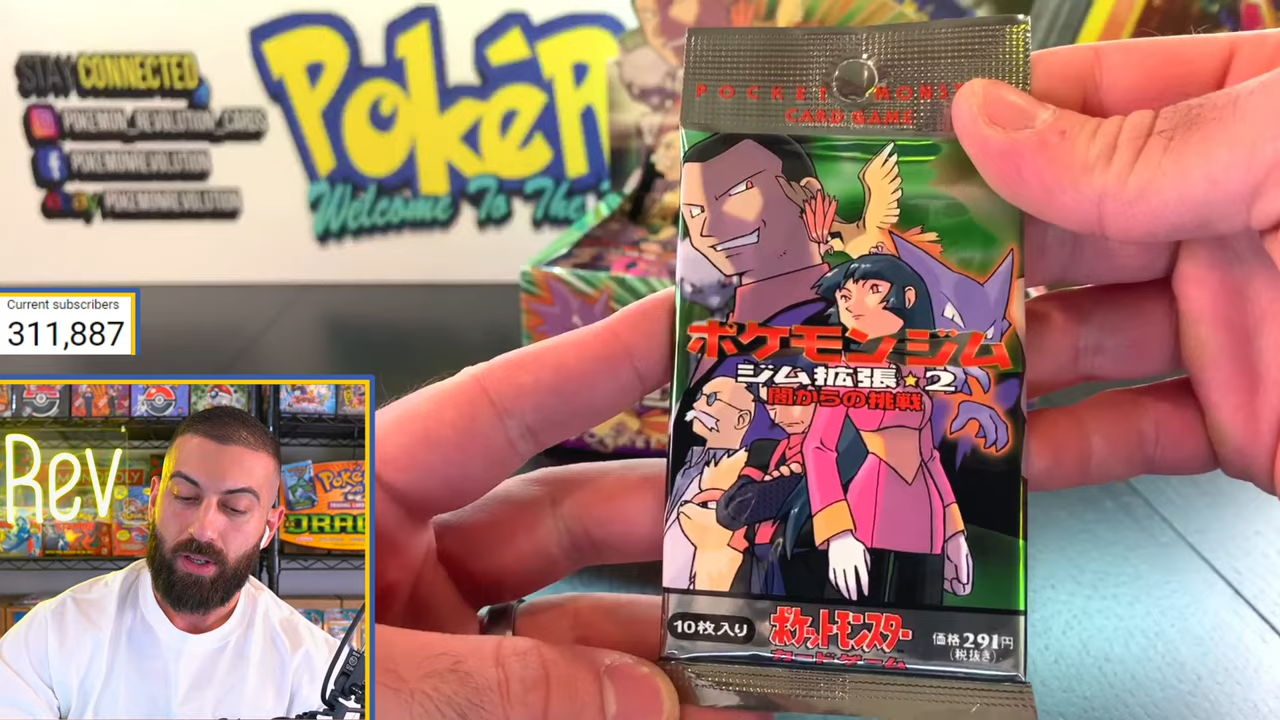 STAY CONNECTED
POKEMON_REVOLUTION_CARDS
POKEMONREVOLUTION
POKEMONREVOLUTION
PokéR
Welcome To The
Current subscribers
311,887
Rev
POCKET MONS
CARD GAME
ポケモンジム
ジム拡張★2
闇からの挑戦
10枚入り
ポケットモンスター
カードゲーム
価格291円
(税抜き)